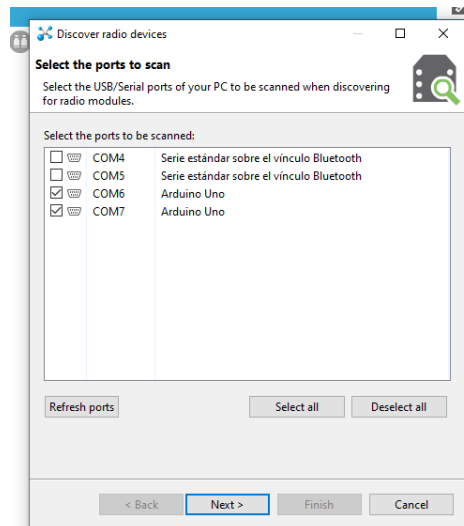 Discover radio devices
Select the ports to scan
Select the USB/Serial ports of your PC to be scanned when discovering
for radio modules.
Select the ports to be scanned:
COM4 Serie estándar sobre el vínculo Bluetooth
COM5 Serie estándar sobre el vínculo Bluetooth
COM6 Arduino Uno
COM7 Arduino Uno
Refresh ports Select all Deselect all
< Back Next > Finish Cancel